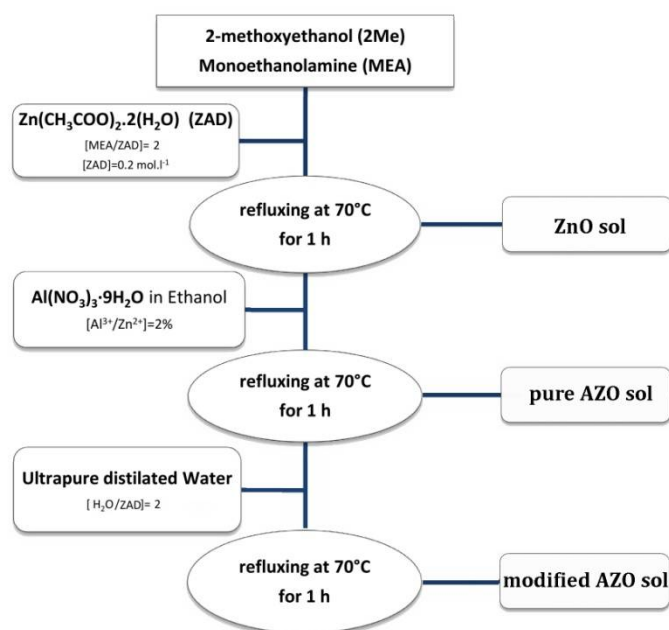 2-methoxyethanol (2Me)
Monoethanolamine (MEA)
Zn(CH₃COO)₂.2(H₂O) (ZAD)
[MEA/ZAD]= 2
[ZAD]=0.2 mol.l⁻¹
refluxing at 70°C
for 1 h
ZnO sol
Al(NO₃)₃·9H₂O in Ethanol
[Al³⁺/Zn²⁺]=2%
refluxing at 70°C
for 1 h
pure AZO sol
Ultrapure distilated Water
[ H₂O/ZAD]= 2
refluxing at 70°C
for 1 h
modified AZO sol